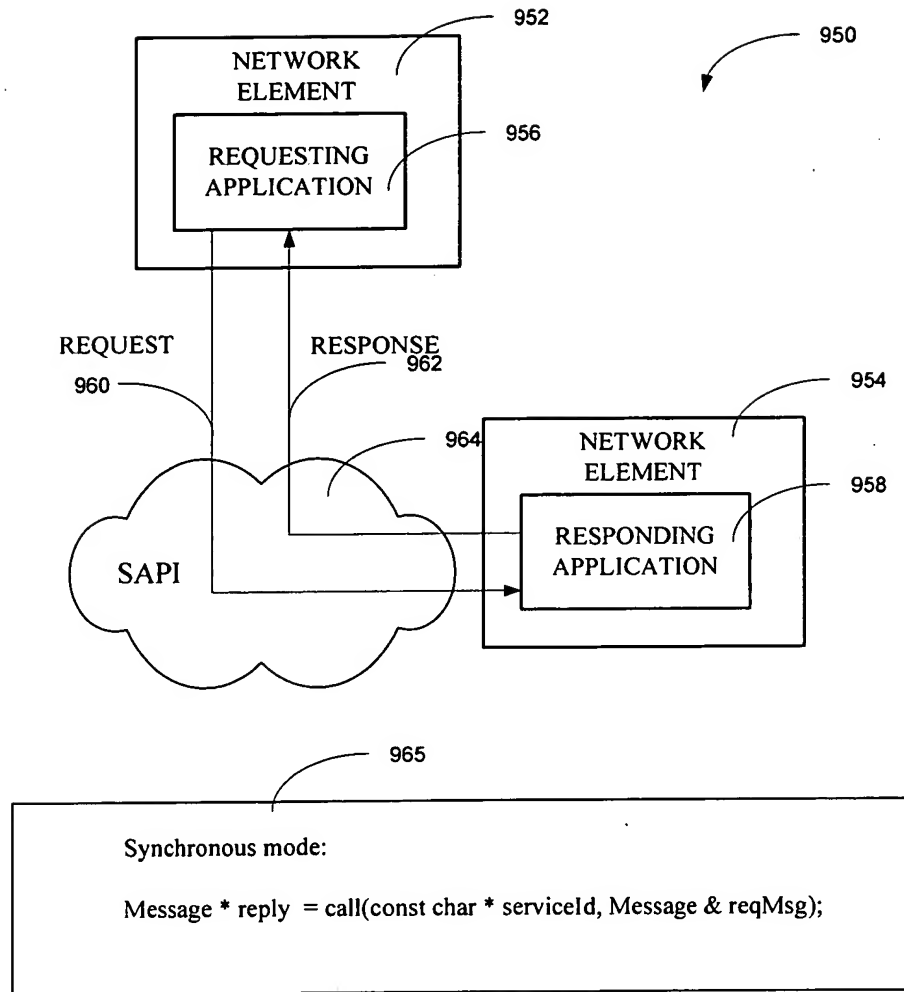 952
950
NETWORK
ELEMENT
956
REQUESTING
APPLICATION
REQUEST
RESPONSE
960
962
954
964
NETWORK
ELEMENT
958
RESPONDING
APPLICATION
SAPI
965
Synchronous mode:
Message * reply = call(const char * serviceId, Message & reqMsg);